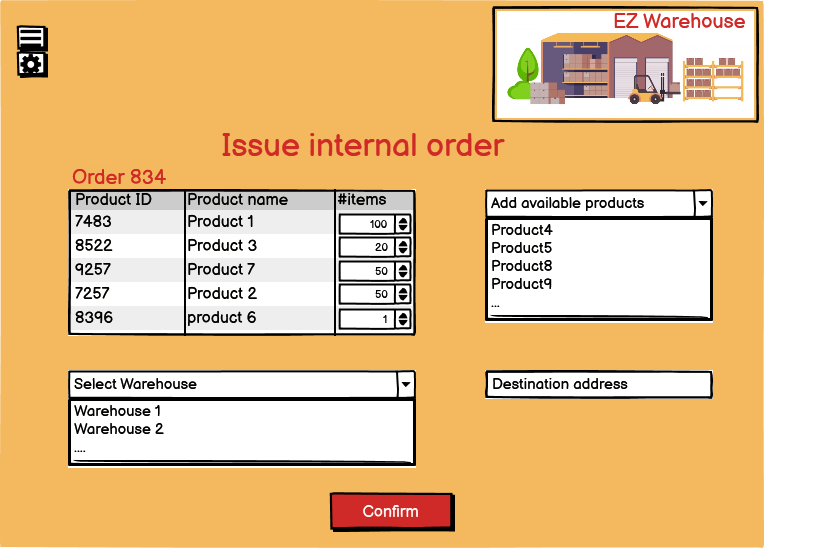 EZ Warehouse
Issue internal order
Order 834
Product ID Product name #items
7483 Product 1 100
8522 Product 3 20
9257 Product 7 50
7257 Product 2 50
8396 product 6 1
Add available products
Product4
Product5
Product8
Product9
...
Select Warehouse
Warehouse 1
Warehouse 2
....
Destination address
Confirm